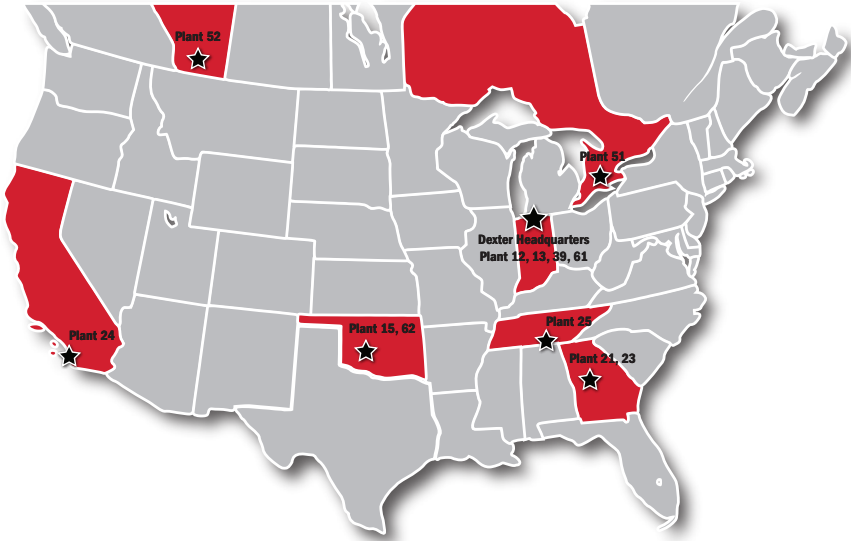 Plant 52
Plant 51
Dexter Headquarters
Plant 12, 13, 39, 61
Plant 24
Plant 15, 62
Plant 25
Plant 21, 23